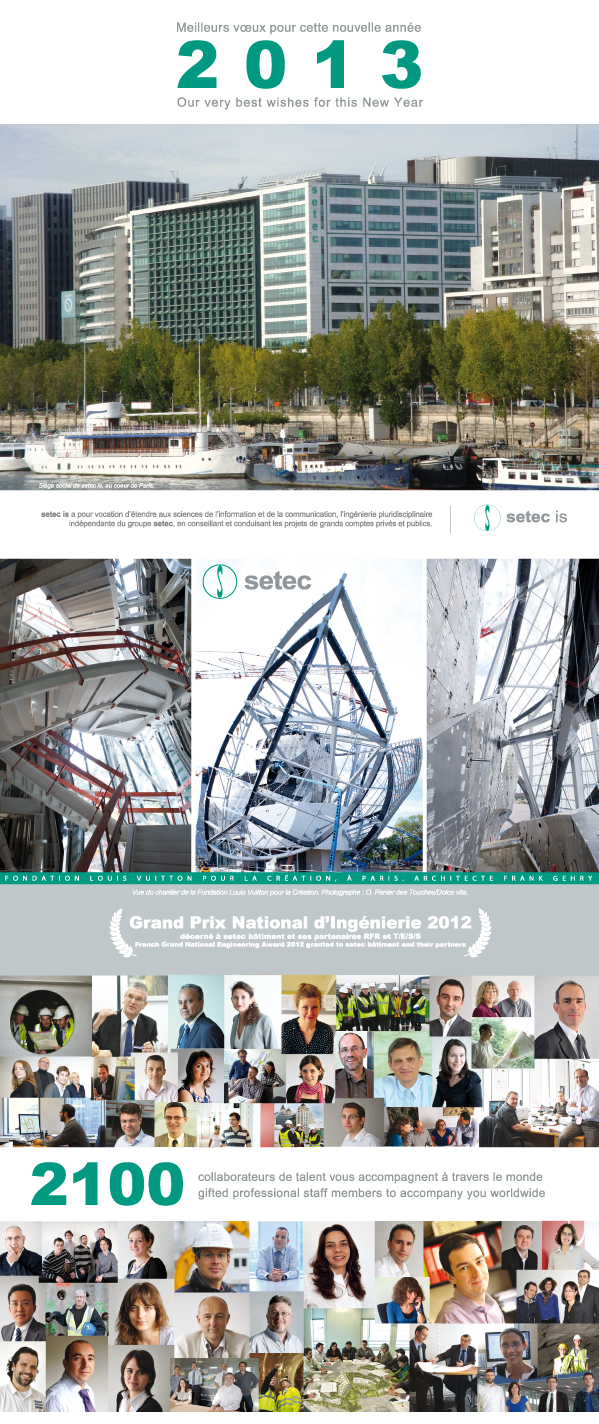 Meilleurs vœux pour cette nouvelle année
2013
Our very best wishes for this New Year
setec
Siège social de setec is, au coeur de Paris.
setec is a pour vocation d'étendre aux sciences de l'information et de la communication, l'ingénierie pluridisciplinaire
indépendante du groupe setec, en conseillant et conduisant les projets de grands comptes privés et publics.
setec is
setec
FONDATION LOUIS VUITTON POUR LA CRÉATION, À PARIS. ARCHITECTE FRANK GEHRY
Vue du chantier de la Fondation Louis Vuitton pour la Création. Photographe : O. Panier des Touches/Dolce vita.
Grand Prix National d'Ingénierie 2012
décerné à setec bâtiment et ses partenaires RFR et T/E/S/S
French Grand National Engineering Award 2012 granted to setec bâtiment and their partners
2100
collaborateurs de talent vous accompagnent à travers le monde
gifted professional staff members to accompany you worldwide